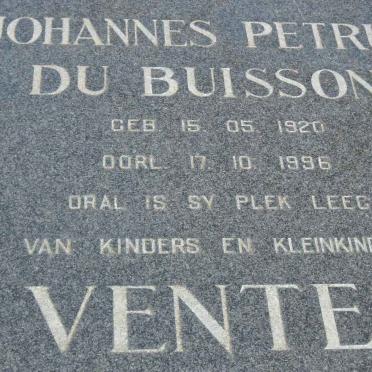 JOHANNES PETR
DU BUISSON
GEB. 15. 05. 1920
OORL. 17. 10. 1996
ORAL IS SY PLEK LEEG
VAN KINDERS EN KLEINKIND
VENTE